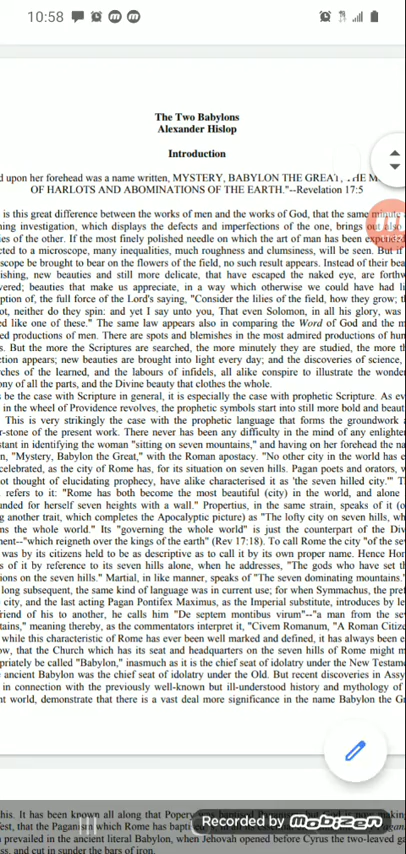 10:58
The Two Babylons
Alexander Hislop
Introduction
d upon her forehead was a name written, MYSTERY, BABYLON THE GREAT, THE M
OF HARLOTS AND ABOMINATIONS OF THE EARTH."--Revelation 17:5
is this great difference between the works of men and the works of God, that the same minute
ning investigation, which displays the defects and imperfections of the one, brings out also
ies of the other. If the most finely polished needle on which the art of man has been expended
cted to a microscope, many inequalities, much roughness and clumsiness, will be seen. But if
scope be brought to bear on the flowers of the field, no such result appears. Instead of their bea
ishing, new beauties and still more delicate, that have escaped the naked eye, are forthw
vered; beauties that make us appreciate, in a way which otherwise we could have had li
ption of, the full force of the Lord's saying, "Consider the lilies of the field, how they grow; t
ot, neither do they spin: and yet I say unto you, That even Solomon, in all his glory, was
ed like one of these." The same law appears also in comparing the Word of God and the m
ed productions of men. There are spots and blemishes in the most admired productions of hum
s. But the more the Scriptures are searched, the more minutely they are studied, the more th
ction appears; new beauties are brought into light every day; and the discoveries of science,
ches of the learned, and the labours of infidels, all alike conspire to illustrate the wonder
ony of all the parts, and the Divine beauty that clothes the whole.
s be the case with Scripture in general, it is especially the case with prophetic Scripture. As ev
in the wheel of Providence revolves, the prophetic symbols start into still more bold and beaut
This is very strikingly the case with the prophetic language that forms the groundwork a
r-stone of the present work. There never has been any difficulty in the mind of any enlighter
stant in identifying the woman "sitting on seven mountains," and having on her forehead the na
n, "Mystery, Babylon the Great," with the Roman apostacy. "No other city in the world has e
celebrated, as the city of Rome has, for its situation on seven hills. Pagan poets and orators, w
ot thought of elucidating prophecy, have alike characterised it as 'the seven hilled city.'" T
refers to it: "Rome has both become the most beautiful (city) in the world, and alone
unded for herself seven heights with a wall." Propertius, in the same strain, speaks of it (o
g another trait, which completes the Apocalyptic picture) as "The lofty city on seven hills, wh
ns the whole world." Its "governing the whole world" is just the counterpart of the Div
ment--"which reigneth over the kings of the earth" (Rev 17:18). To call Rome the city "of the se
was by its citizens held to be as descriptive as to call it by its own proper name. Hence Hor
s of it by reference to its seven hills alone, when he addresses, "The gods who have set th
ions on the seven hills." Martial, in like manner, speaks of "The seven dominating mountains."
long subsequent, the same kind of language was in current use; for when Symmachus, the pref
city, and the last acting Pagan Pontifex Maximus, as the Imperial substitute, introduces by le
riend of his to another, he calls him "De septem montibus virum"--"a man from the sev
tains," meaning thereby, as the commentators interpret it, "Civem Romanum, "A Roman Citize
while this characteristic of Rome has ever been well marked and defined, it has always been e
ow, that the Church which has its seat and headquarters on the seven hills of Rome might m
priately be called "Babylon," inasmuch as it is the chief seat of idolatry under the New Testame
ancient Babylon was the chief seat of idolatry under the Old. But recent discoveries in Assy
in connection with the previously well-known but ill-understood history and mythology of
nt world, demonstrate that there is a vast deal more significance in the name Babylon the Gr
his. It has been known all along that Popery
fest, that the Paganism which Rome has bapti
prevailed in the ancient literal Babylon, when Jehovah opened before Cyrus the two-leaved ga
ss, and cut in sunder the bars of iron.
Recorded by Mobizen